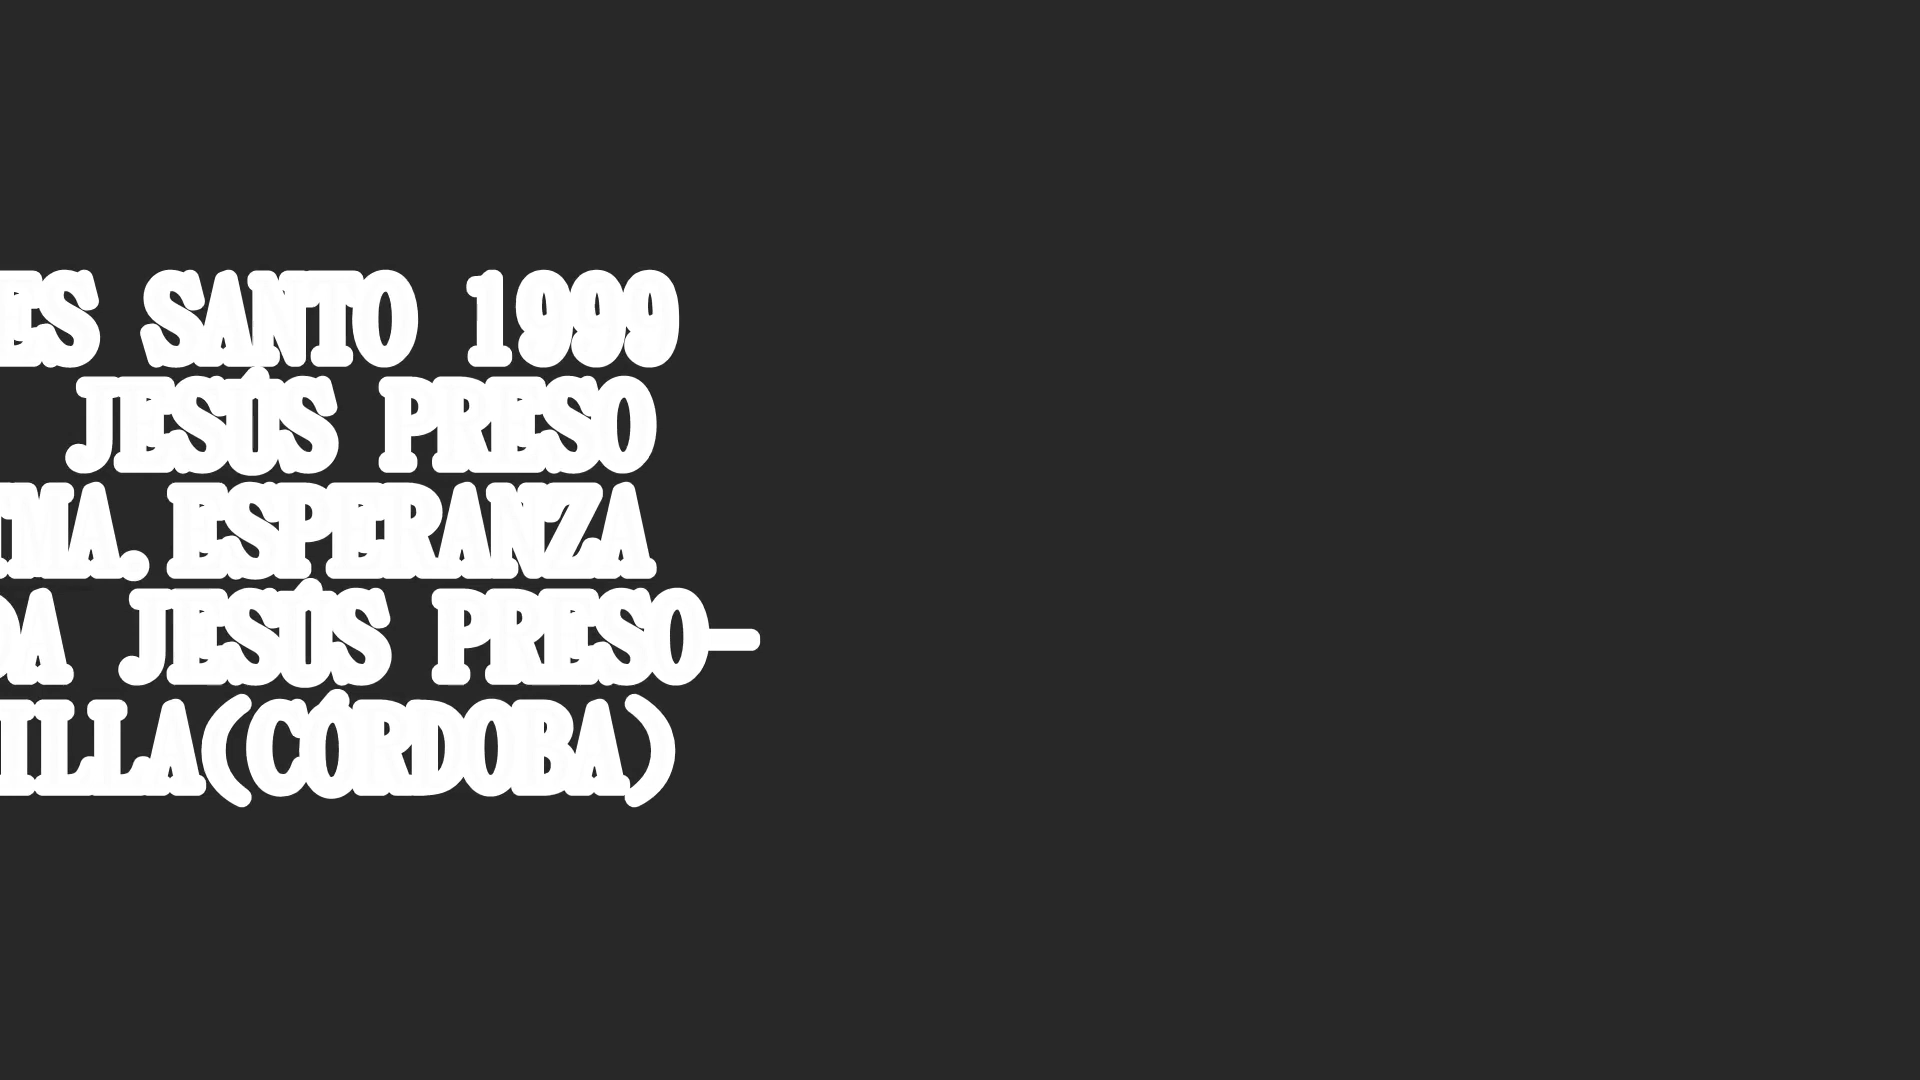 ES SANTO 1999
JESÚS PRESO
MA. ESPERANZA
DA JESÚS PRESO-
ILLA(CÓRDOBA)